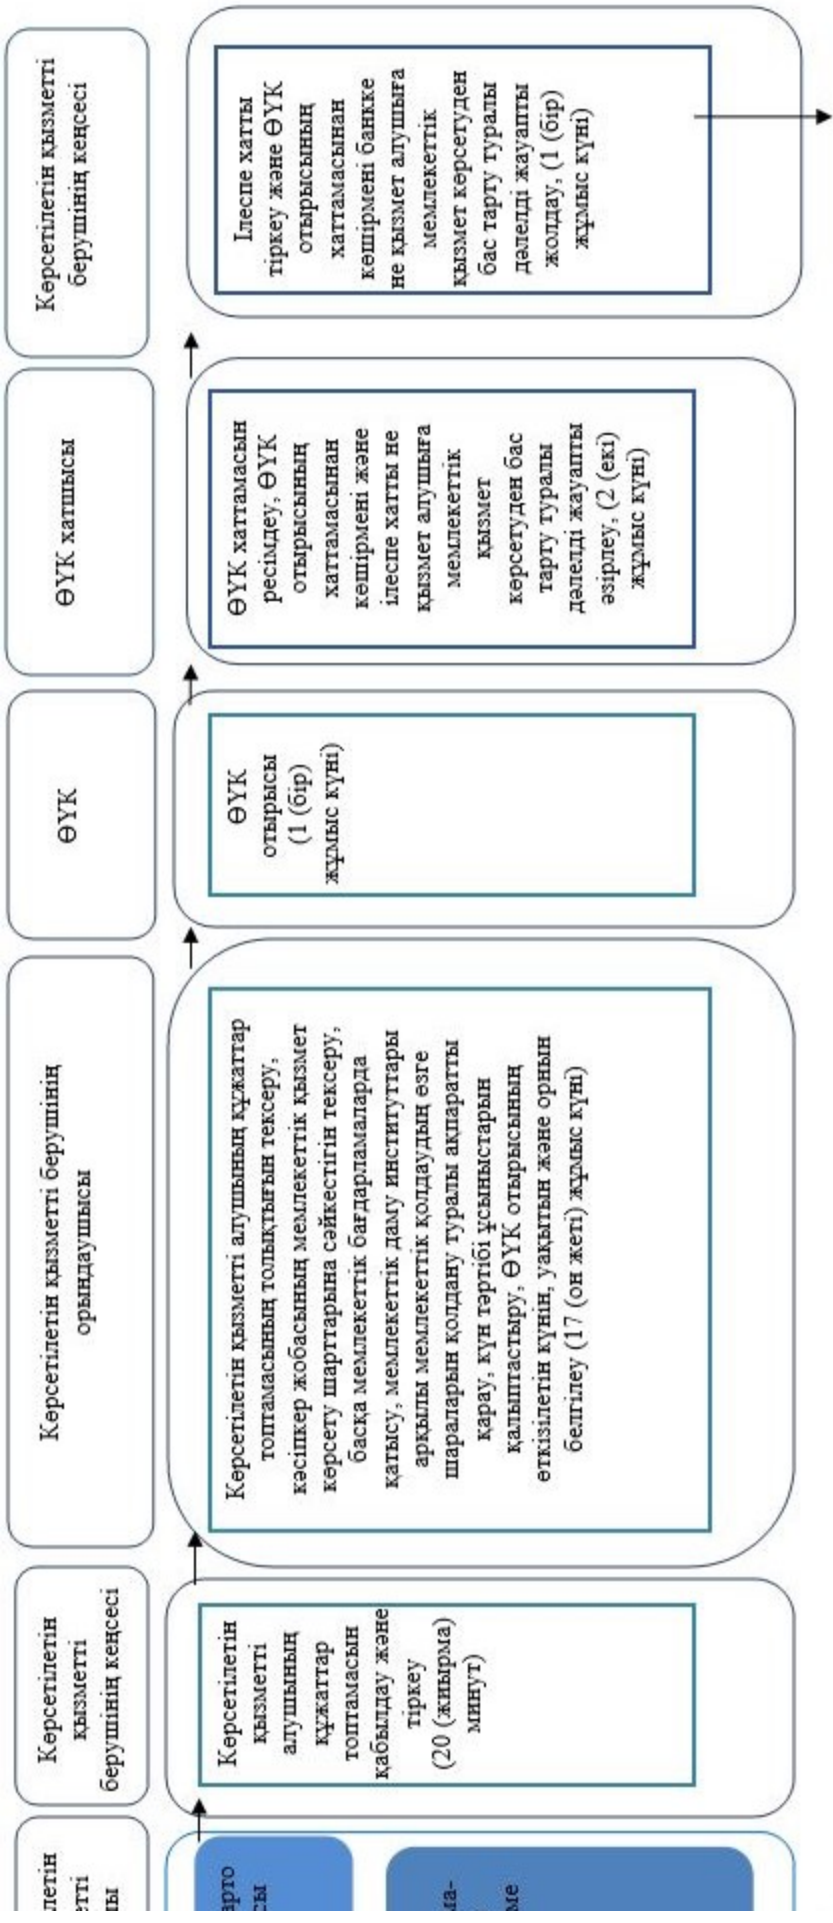 Көрсетілетін
қызметті
берушінің кеңсесі
Көрсетілетін қызметті берушінің
орындаушысы
ӨҮК
ӨҮК хатшысы
Көрсетілетін қызметті
берушінің кеңсесі
Көрсетілетін
қызметті
алушының
құжаттар
топтамасын
қабылдау және
тіркеу
(20 (жиырма)
минут)
Көрсетілетін қызметті алушының құжаттар
топтамасының толықтығын тексеру,
кәсіпкер жобасының мемлекеттік қызмет
көрсету шарттарына сәйкестігін тексеру,
басқа мемлекеттік бағдарламаларда
қатысу, мемлекеттік даму институттары
арқылы мемлекеттік қолдаудың өзге
шараларын қолдану туралы ақпаратты
қарау, күн тәртібі ұсыныстарын
қалыптастыру, ӨҮК отырысының
өткізілетін күнін, уақытын және орнын
белгілеу (17 (он жеті) жұмыс күні)
ӨҮК
отырысы
(1 (бір)
жұмыс күні)
ӨҮК хаттамасын
ресімдеу, ӨҮК
отырысының
хаттамасынан
көшірмені және
ілеспе хатты не
қызмет алушыға
мемлекеттік
қызмет
көрсетуден бас
тарту туралы
дәлелді жауапты
әзірлеу, (2 (екі)
жұмыс күні)
Ілеспе хатты
тіркеу және ӨҮК
отырысының
хаттамасынан
көшірмені банкке
не қызмет алушыға
мемлекеттік
қызмет көрсетуден
бас тарту туралы
дәлелді жауапты
жолдау, (1 (бір)
жұмыс күні)